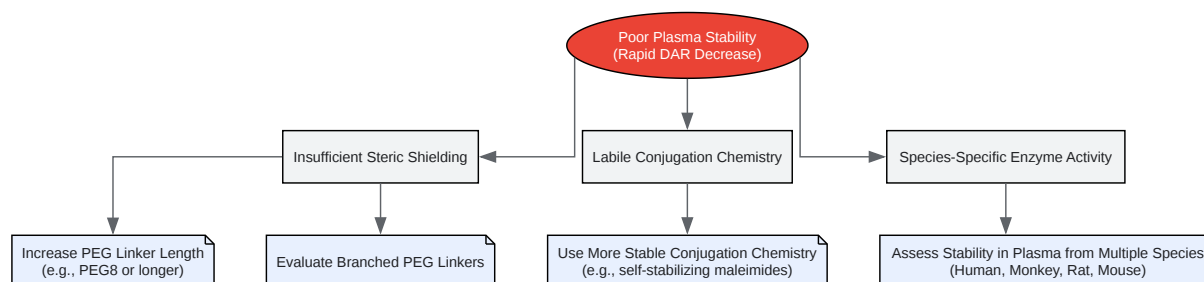 Poor Plasma Stability
(Rapid DAR Decrease)
Insufficient Steric Shielding
Labile Conjugation Chemistry
Species-Specific Enzyme Activity
Increase PEG Linker Length
(e.g., PEG8 or longer)
Evaluate Branched PEG Linkers
Use More Stable Conjugation Chemistry
(e.g., self-stabilizing maleimides)
Assess Stability in Plasma from Multiple Species
(Human, Monkey, Rat, Mouse)